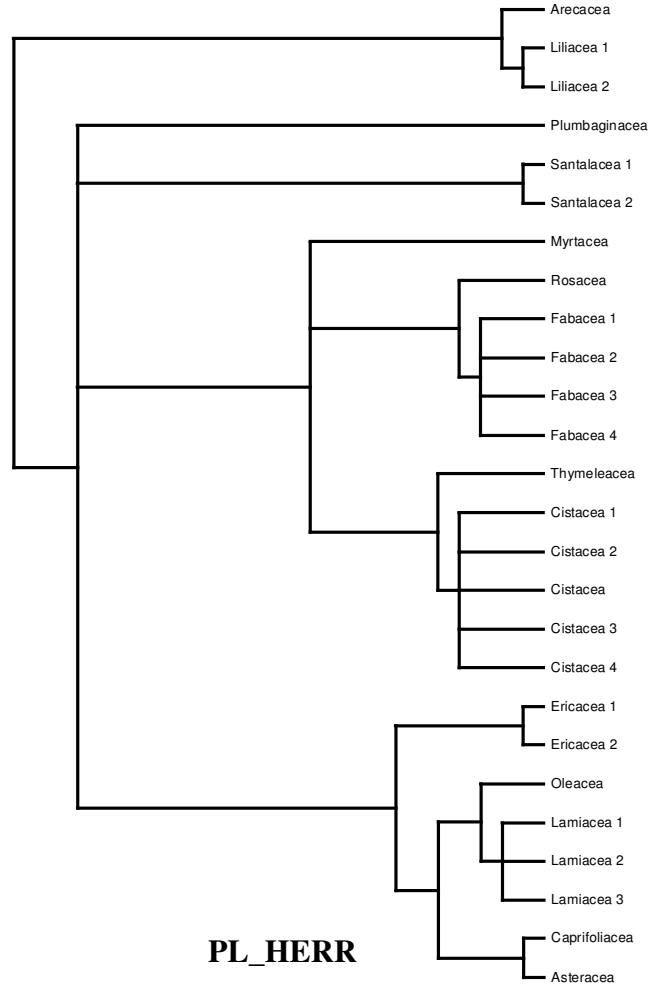 Arecacea
Liliacea 1
Liliacea 2
Plumbaginacea
Santalacea 1
Santalacea 2
Myrtacea
Rosacea
Fabacea 1
Fabacea 2
Fabacea 3
Fabacea 4
Thymeleacea
Cistacea 1
Cistacea 2
Cistacea
Cistacea 3
Cistacea 4
Ericacea 1
Ericacea 2
Oleacea
Lamiacea 1
Lamiacea 2
Lamiacea 3
Caprifoliacea
PL_HERR
Asteracea